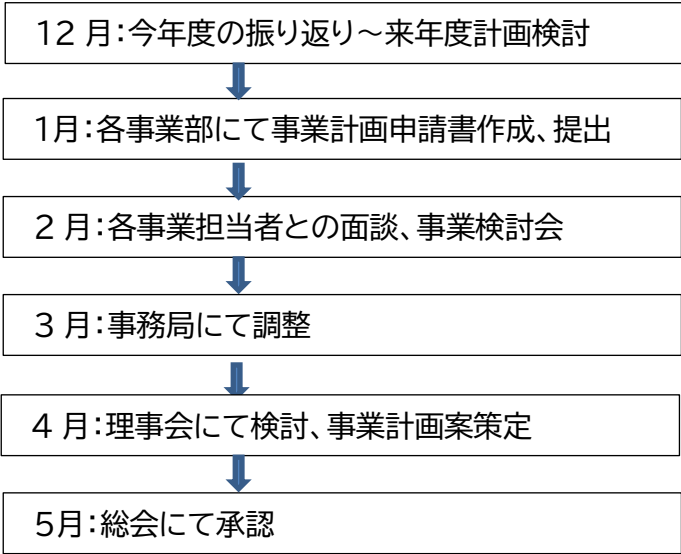 12月：今年度の振り返り～来年度計画検討
1月：各事業部にて事業計画申請書作成、提出
2月：各事業担当者との面談、事業検討会
3月：事務局にて調整
4月：理事会にて検討、事業計画案策定
5月：総会にて承認